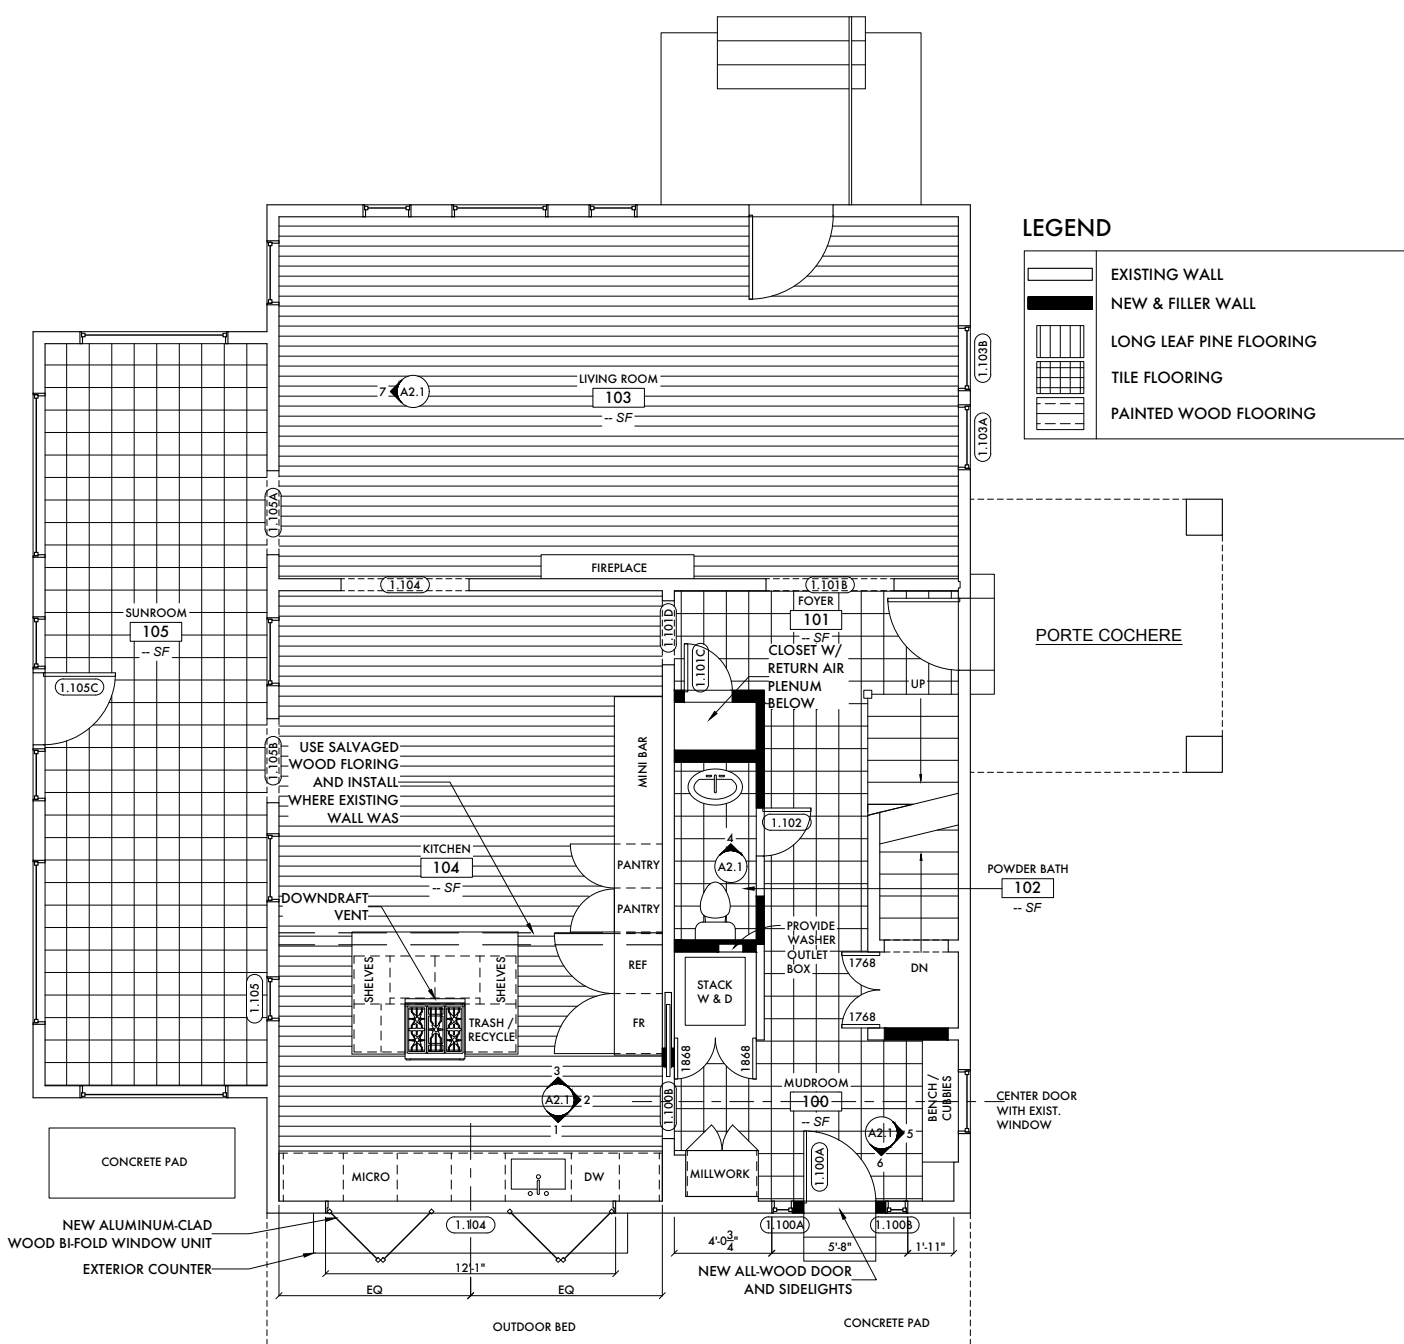 LEGEND
EXISTING WALL
NEW & FILLER WALL
LONG LEAF PINE FLOORING
TILE FLOORING
PAINTED WOOD FLOORING
1.103B
1.103A
LIVING ROOM
103
-- SF
7
A2.1
1.105A
FIREPLACE
1.104
1.101B
FOYER
101
-- SF
1.101D
1.101C
CLOSET W/
RETURN AIR
PLENUM
BELOW
UP
PORTE COCHERE
SUNROOM
105
-- SF
1.105C
1.105B
USE SALVAGED
WOOD FLORING
AND INSTALL
WHERE EXISTING
WALL WAS
MINI BAR
1.102
4
A2.1
KITCHEN
104
-- SF
PANTRY
PANTRY
POWDER BATH
102
-- SF
DOWNDRAFT
VENT
PROVIDE
WASHER
OUTLET
BOX
1768
DN
1768
SHELVES
SHELVES
REF
STACK
W & D
1.105
TRASH /
RECYCLE
FR
1868
1868
3
A2.1
2
1
1.100B
MUDROOM
100
-- SF
BENCH /
CUBBIES
CENTER DOOR
WITH EXIST.
WINDOW
A2.1
5
6
1.100A
CONCRETE PAD
MICRO
DW
MILLWORK
NEW ALUMINUM-CLAD
WOOD BI-FOLD WINDOW UNIT
1.104
1.100A
1.100B
4'-0 3/4"
5'-8"
1'-11"
EXTERIOR COUNTER
12'-1"
NEW ALL-WOOD DOOR
AND SIDELIGHTS
EQ
EQ
OUTDOOR BED
CONCRETE PAD